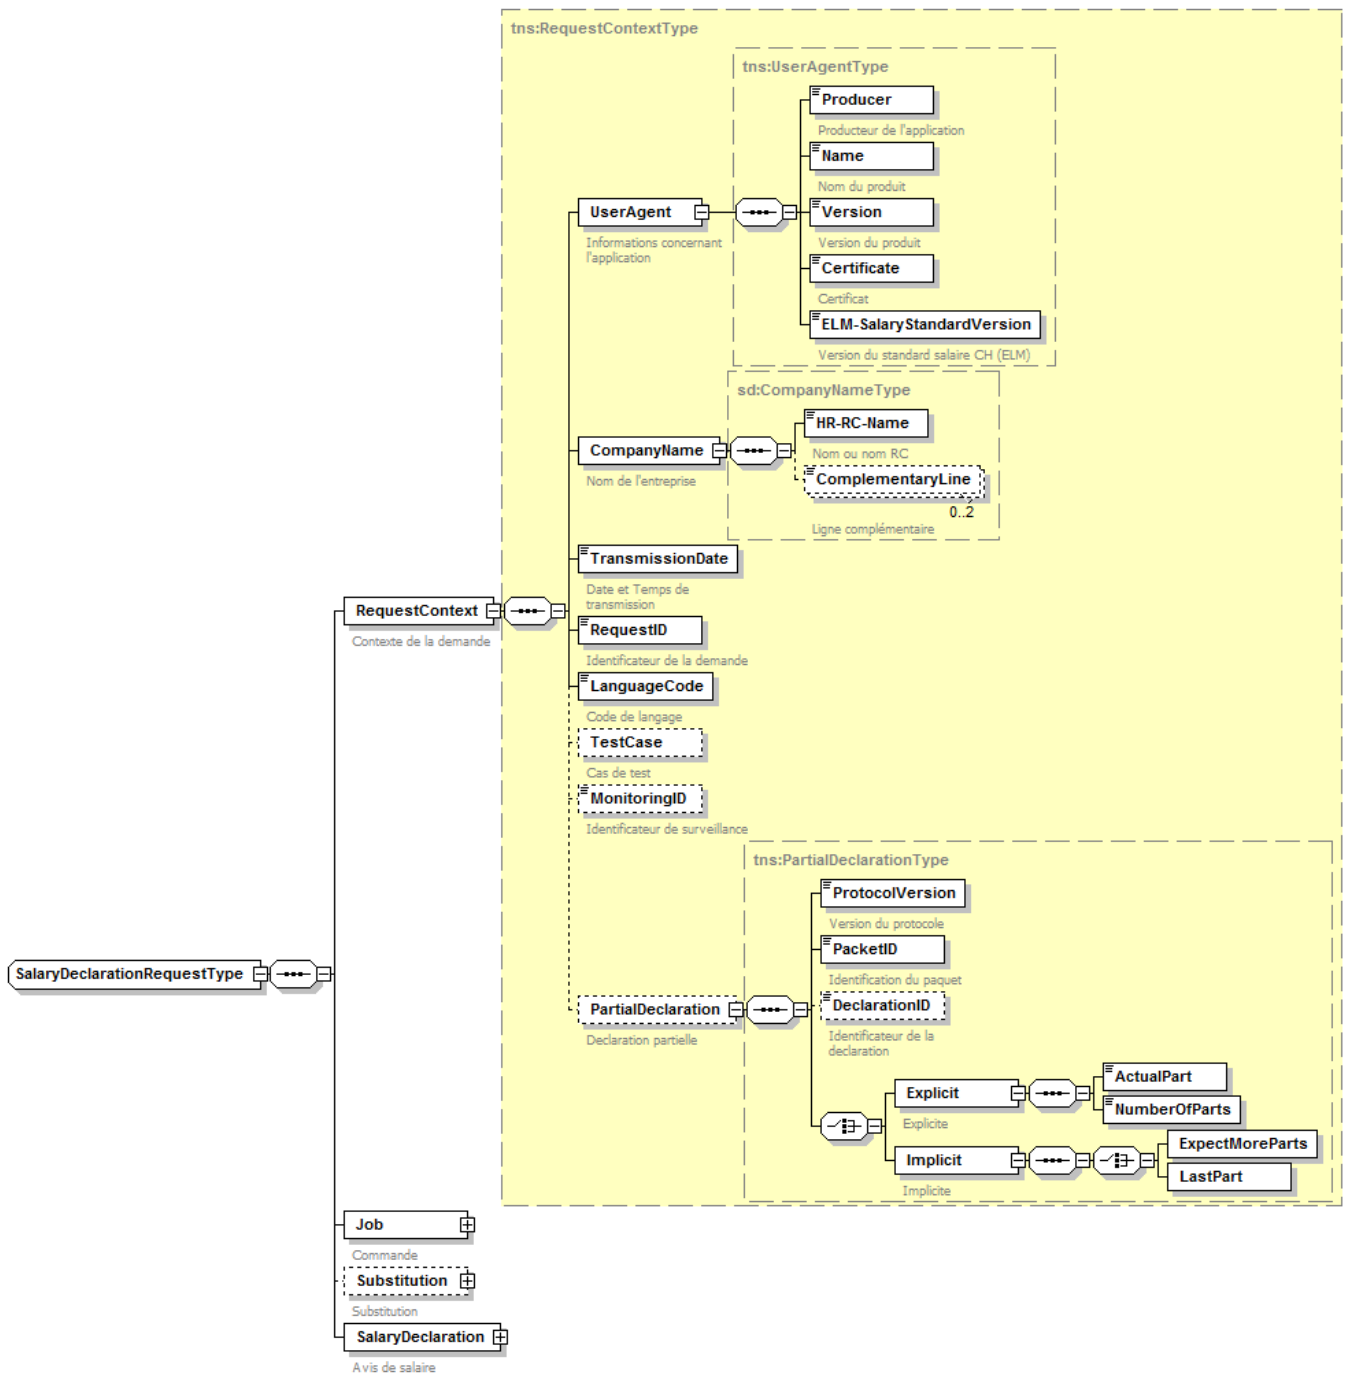 tns:RequestContextType
tns:UserAgentType
Producer
Producteur de l'application
Name
Nom du produit
UserAgent
Informations concernant
l'application
Version
Version du produit
Certificate
Certificat
ELM-SalaryStandardVersion
Version du standard salaire CH (ELM)
sd:CompanyNameType
HR-RC-Name
Nom ou nom RC
CompanyName
Nom de l'entreprise
ComplementaryLine
0..2
Ligne complémentaire
TransmissionDate
Date et Temps de
transmission
RequestContext
Contexte de la demande
RequestID
Identificateur de la demande
LanguageCode
Code de langage
TestCase
Cas de test
MonitoringID
Identificateur de surveillance
tns:PartialDeclarationType
ProtocolVersion
Version du protocole
PacketID
Identification du paquet
SalaryDeclarationRequestType
PartialDeclaration
Declaration partielle
DeclarationID
Identificateur de la
declaration
Explicit
Explicite
ActualPart
NumberOfParts
Implicit
Implicite
ExpectMoreParts
LastPart
Job
Commande
Substitution
Substitution
SalaryDeclaration
Avis de salaire